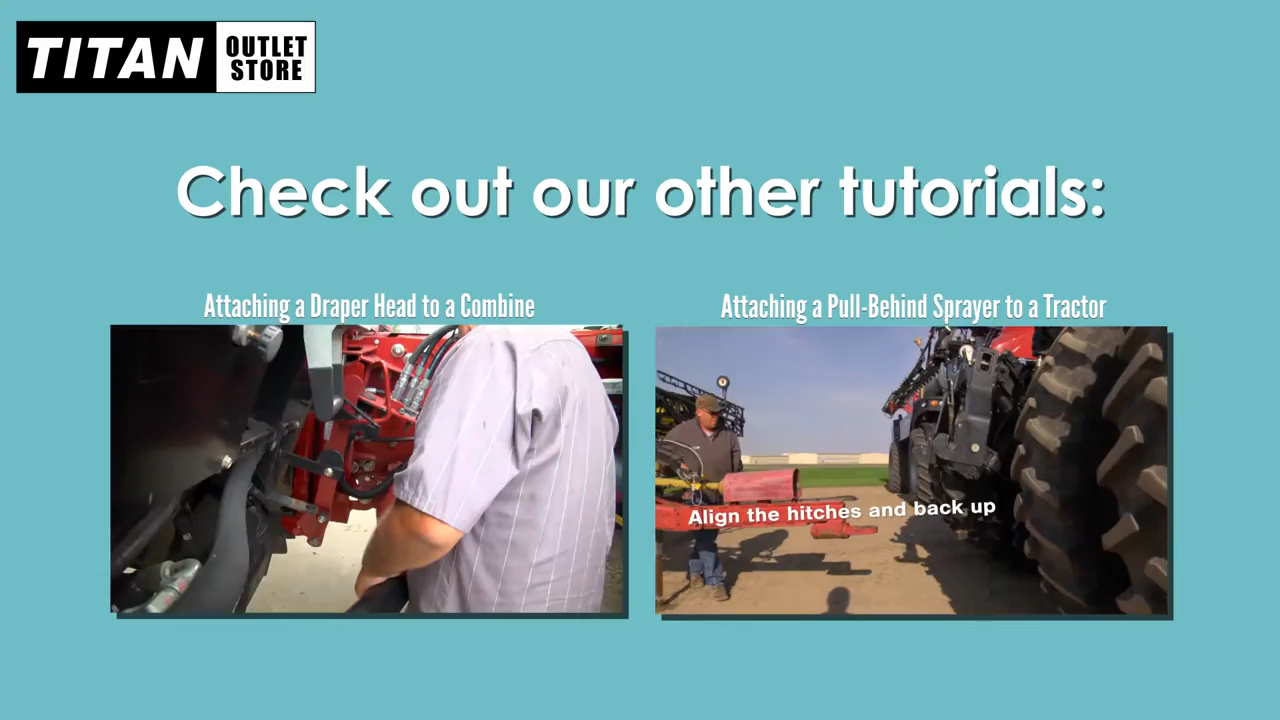 TITAN
OUTLET
STORE
Check out our other tutorials:
Attaching a Draper Head to a Combine
Attaching a Pull-Behind Sprayer to a Tractor
Align the hitches and back up